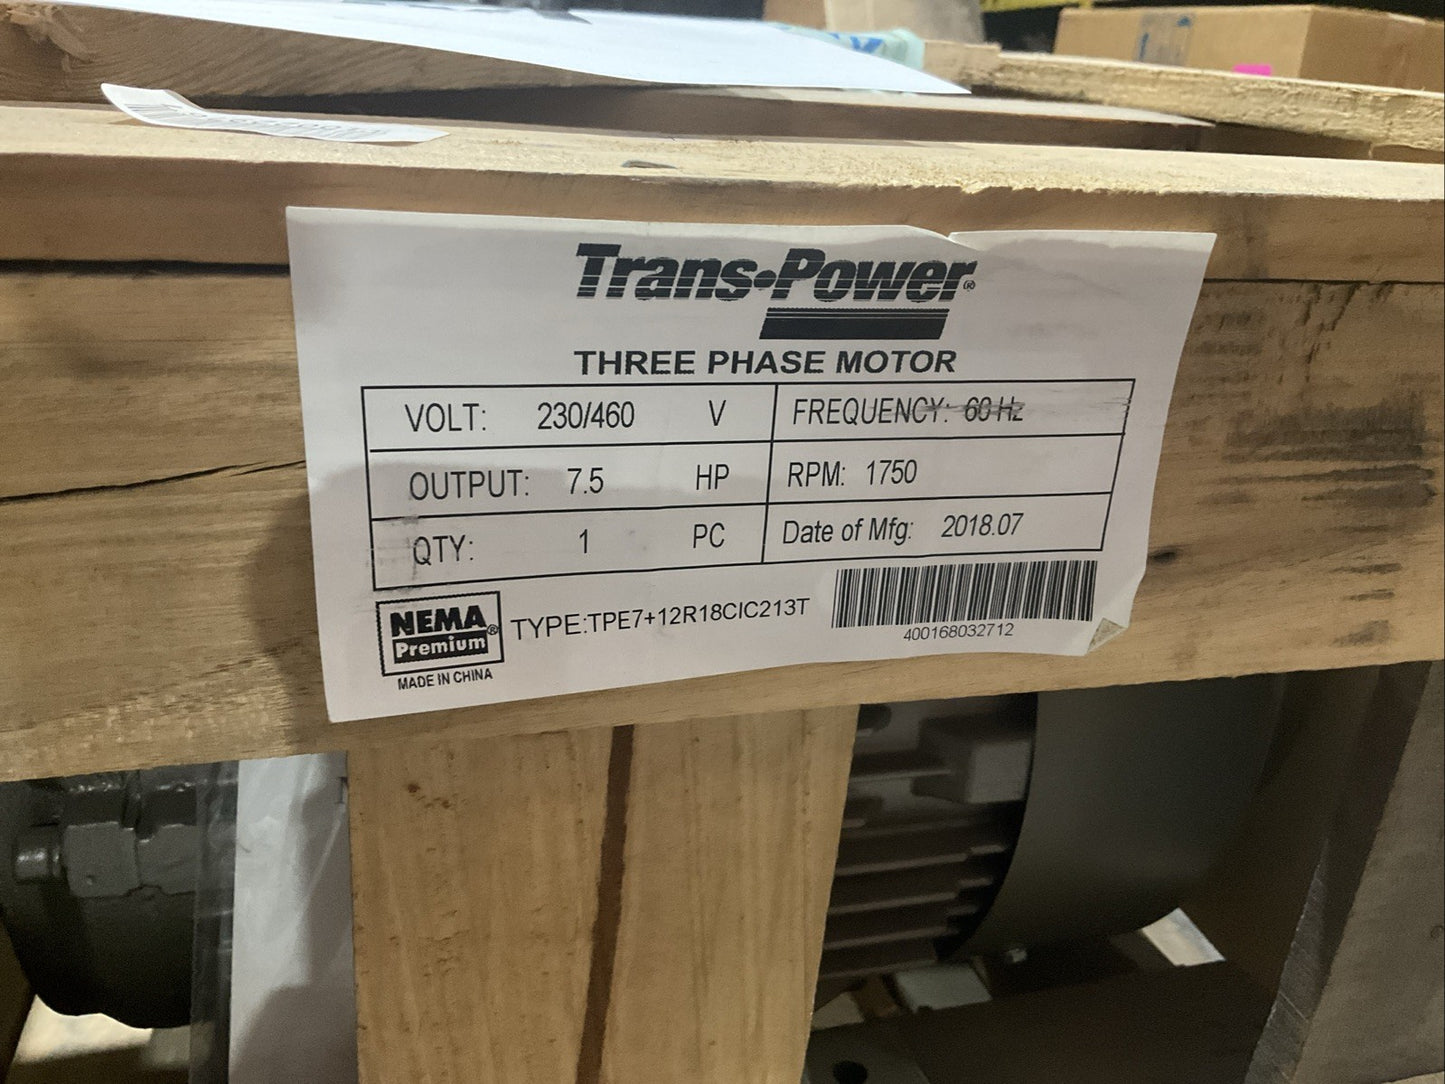 Trans•Power®
THREE PHASE MOTOR
VOLT: 230/460 V FREQUENCY: 60 Hz
OUTPUT: 7.5 HP RPM: 1750
QTY: 1 PC Date of Mfg: 2018.07
NEMA® Premium TYPE:TPE7+12R18CIC213T
MADE IN CHINA
400168032712